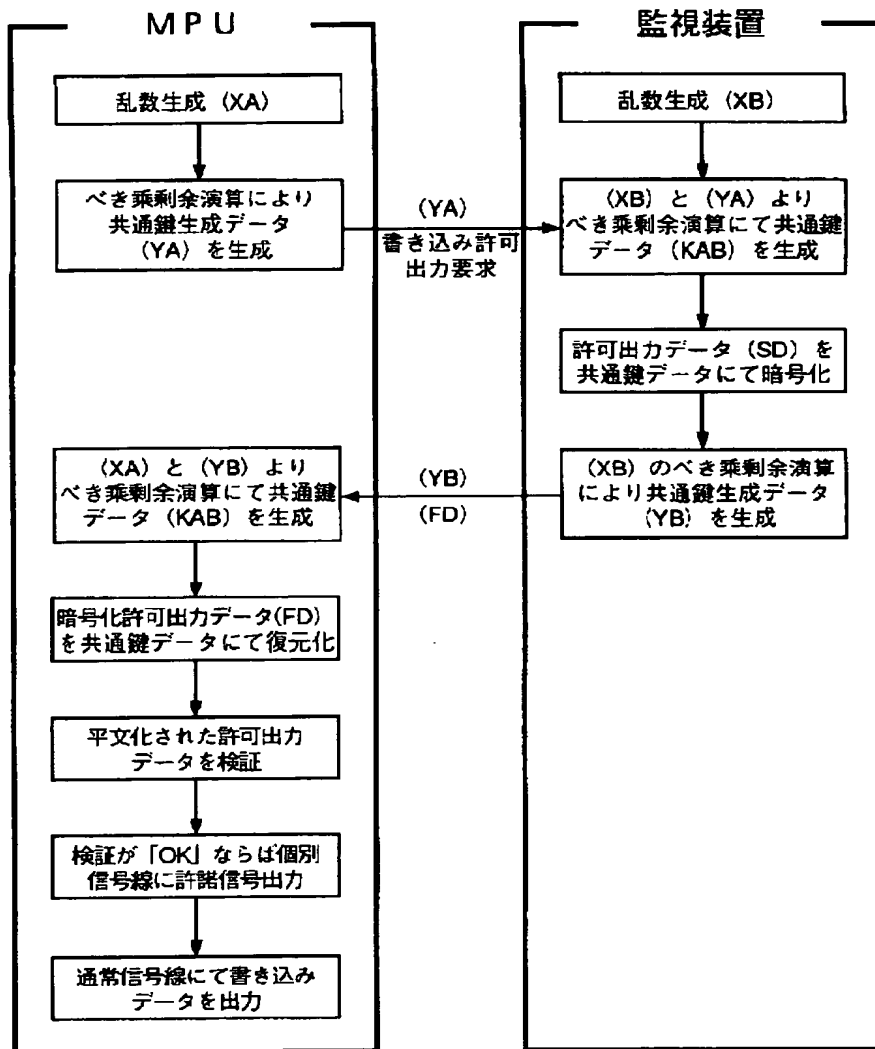 MPU
乱数生成(XA)
べき乗剰余演算により
共通鍵生成データ
(YA)を生成
(YA)
書き込み許可
出力要求
監視装置
乱数生成(XB)
(XB)と(YA)より
べき乗剰余演算にて共通鍵
データ(KAB)を生成
許可出力データ(SD)を
共通鍵データにて暗号化
(XB)のべき乗剰余演算
により共通鍵生成データ
(YB)を生成
(YB)
(FD)
(XA)と(YB)より
べき乗剰余演算にて共通鍵
データ(KAB)を生成
暗号化許可出力データ(FD)
を共通鍵データにて復元化
平文化された許可出力
データを検証
検証が「OK」ならば個別
信号線に許諾信号出力
通常信号線にて書き込み
データを出力